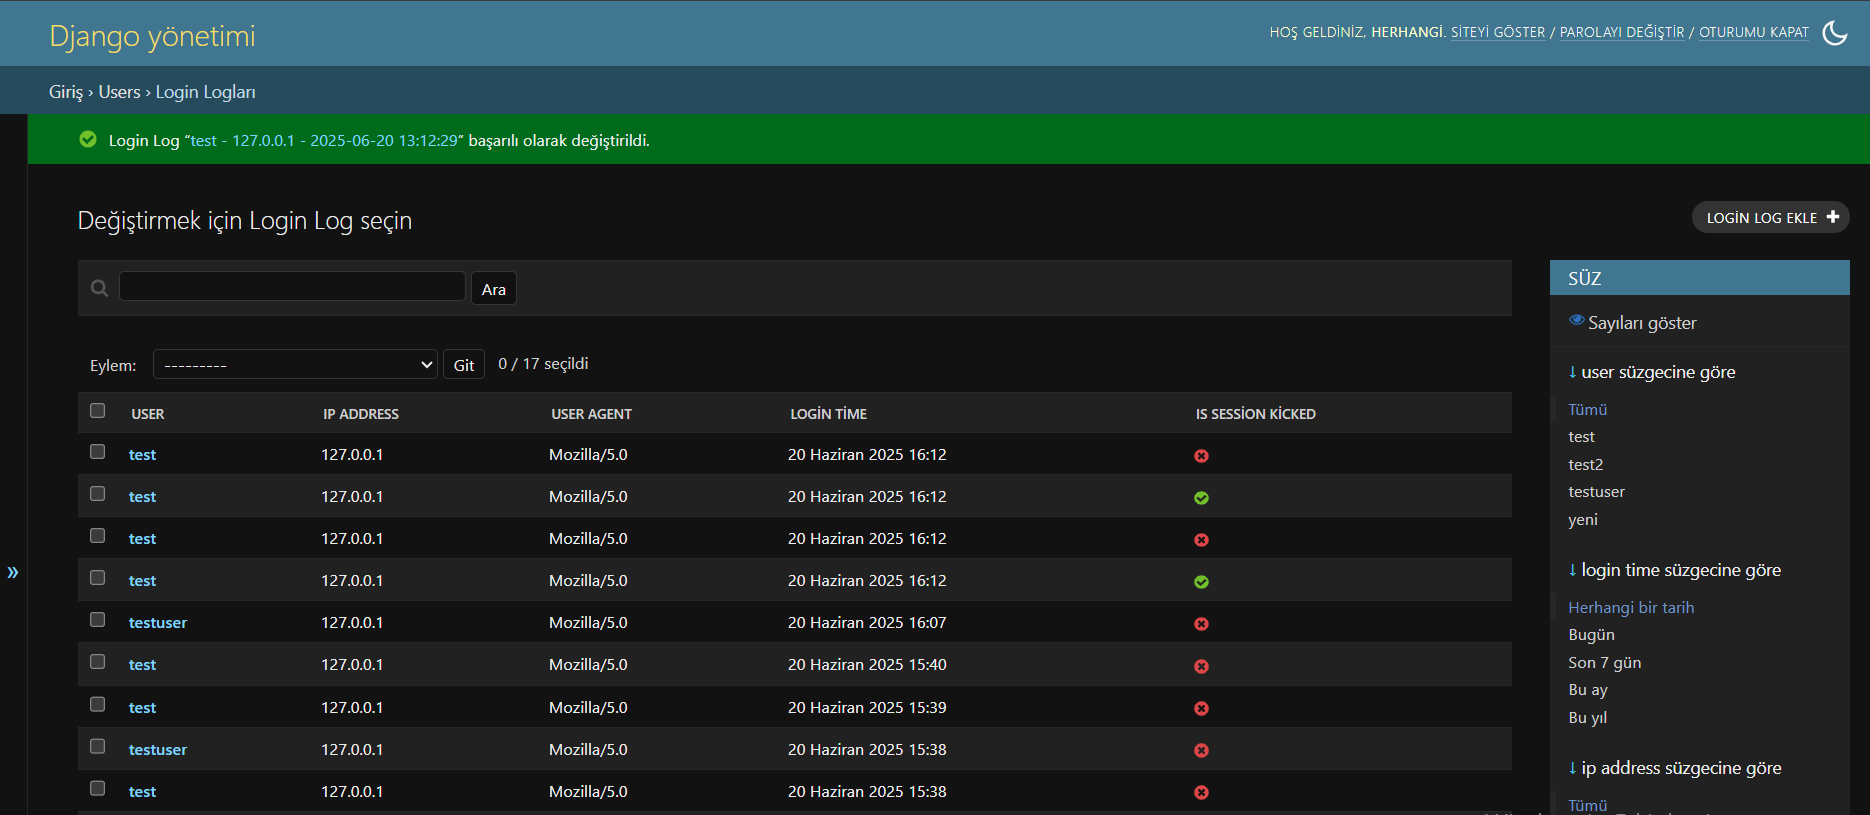 Django yönetimi
HOŞ GELDİNİZ, HERHANGİ. SİTEYİ GÖSTER / PAROLAYI DEĞİŞTİR / OTURUMU KAPAT
Giriş › Users › Login Logları
Login Log “test - 127.0.0.1 - 2025-06-20 13:12:29” başarılı olarak değiştirildi.
Değiştirmek için Login Log seçin
LOGİN LOG EKLE
Ara
Eylem: --------- Git 0 / 17 seçildi
USER IP ADDRESS USER AGENT LOGİN TİME IS SESSİON KİCKED
test 127.0.0.1 Mozilla/5.0 20 Haziran 2025 16:12
test 127.0.0.1 Mozilla/5.0 20 Haziran 2025 16:12
test 127.0.0.1 Mozilla/5.0 20 Haziran 2025 16:12
test 127.0.0.1 Mozilla/5.0 20 Haziran 2025 16:12
testuser 127.0.0.1 Mozilla/5.0 20 Haziran 2025 16:07
test 127.0.0.1 Mozilla/5.0 20 Haziran 2025 15:40
test 127.0.0.1 Mozilla/5.0 20 Haziran 2025 15:39
testuser 127.0.0.1 Mozilla/5.0 20 Haziran 2025 15:38
test 127.0.0.1 Mozilla/5.0 20 Haziran 2025 15:38
SÜZ
Sayıları göster
↓ user süzgecine göre
Tümü
test
test2
testuser
yeni
↓ login time süzgecine göre
Herhangi bir tarih
Bugün
Son 7 gün
Bu ay
Bu yıl
↓ ip address süzgecine göre
Tümü